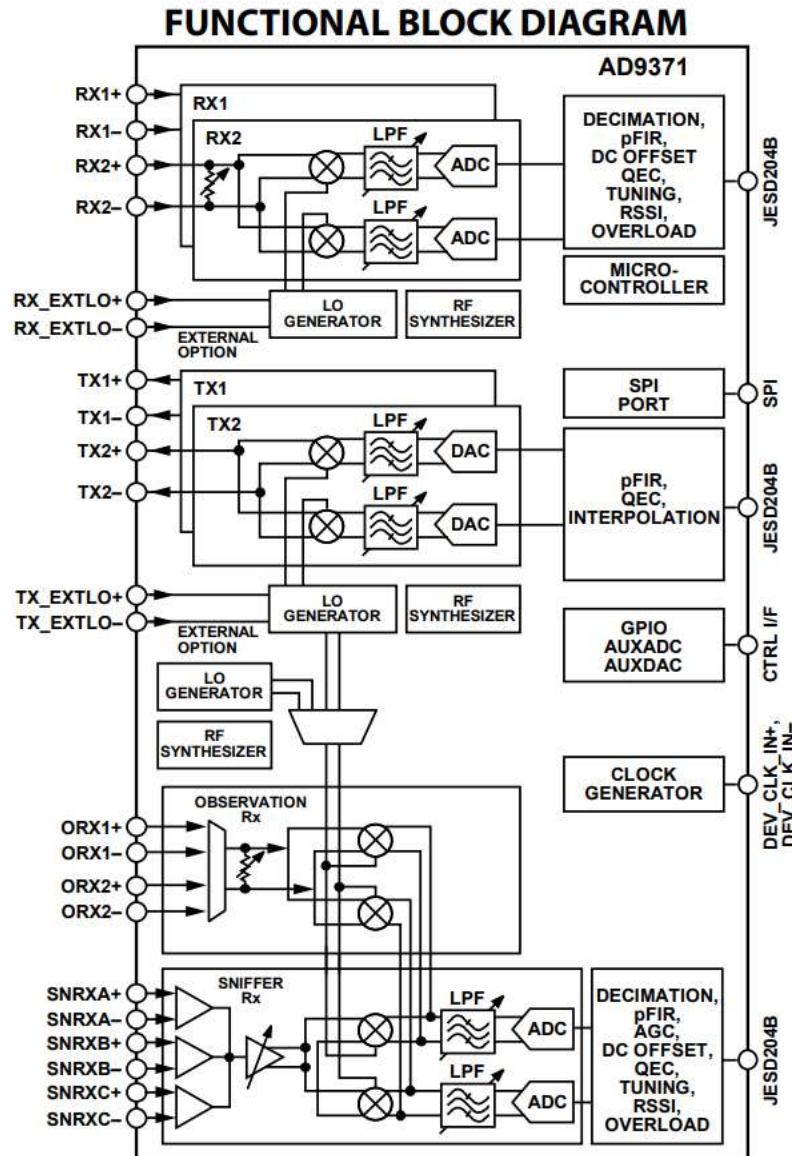 FUNCTIONAL BLOCK DIAGRAM
AD9371
RX1+
RX1–
RX2+
RX2–
RX1
RX2
LPF
ADC
LPF
ADC
DECIMATION,
pFIR,
DC OFFSET
QEC,
TUNING,
RSSI,
OVERLOAD
JESD204B
MICRO-
CONTROLLER
RX_EXTLO+
RX_EXTLO–
EXTERNAL
OPTION
LO
GENERATOR
RF
SYNTHESIZER
TX1+
TX1–
TX2+
TX2–
TX1
TX2
LPF
DAC
LPF
DAC
SPI
PORT
SPI
pFIR,
QEC,
INTERPOLATION
JESD204B
TX_EXTLO+
TX_EXTLO–
EXTERNAL
OPTION
LO
GENERATOR
RF
SYNTHESIZER
GPIO
AUXADC
AUXDAC
CTRL I/F
LO
GENERATOR
RF
SYNTHESIZER
CLOCK
GENERATOR
DEV_CLK_IN+,
DEV_CLK_IN–
OBSERVATION
Rx
ORX1+
ORX1–
ORX2+
ORX2–
SNIFFER
Rx
SNRXA+
SNRXA–
SNRXB+
SNRXB–
SNRXC+
SNRXC–
LPF
ADC
LPF
ADC
DECIMATION,
pFIR,
AGC,
DC OFFSET,
QEC,
TUNING,
RSSI,
OVERLOAD
JESD204B